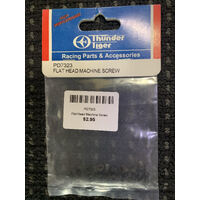 Thunder
Tiger
Racing Parts & Accessories
PD7323
FLAT HEAD MACHINE SCREW
PD7323
Flat Head Machine Screw
$2.95